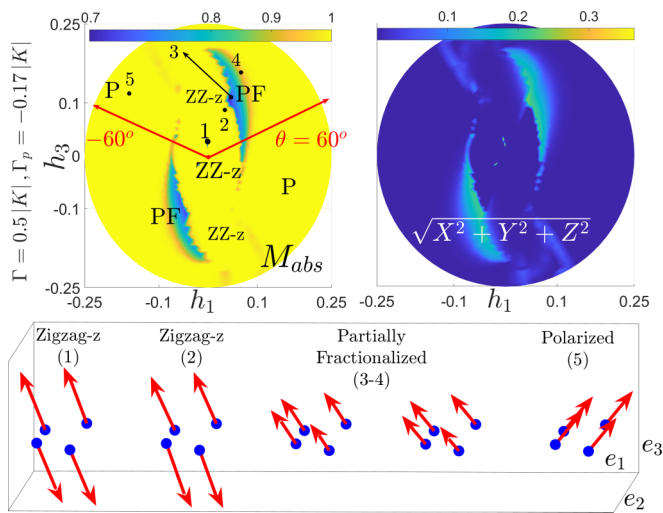 0.25
0.7 0.8 0.9 1
0.1 0.2 0.3
3
4
5
P
ZZ-z
PF
0.1
2
1
−60°
θ = 60°
0
ZZ-z
P
h₃
Γ = 0.5 |K| , Γₚ = −0.17 |K|
-0.1
PF
ZZ-z
M_abs
√X² + Y² + Z²
-0.25
-0.25 -0.1 h₁ 0.1 0.25
-0.25 -0.1 h₁ 0.1 0.25
Zigzag-z
(1)
Zigzag-z
(2)
Partially
Fractionalized
(3-4)
Polarized
(5)
e₃
e₁
e₂